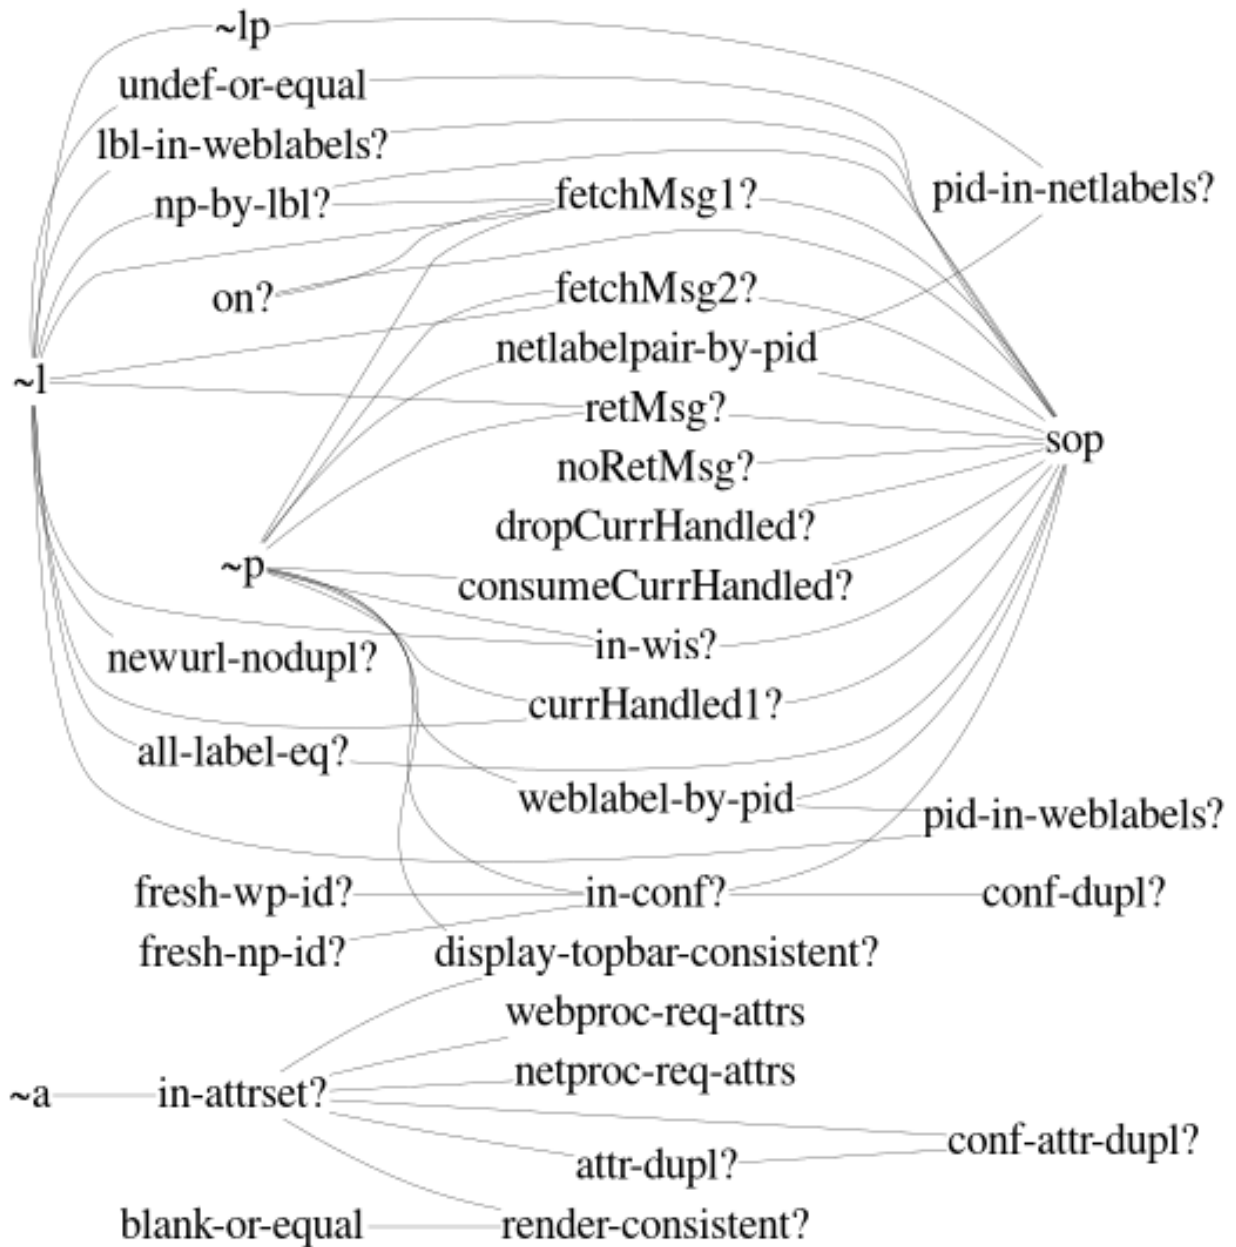 ~lp
undef-or-equal
lbl-in-weblabels?
pid-in-netlabels?
fetchMsg1?
np-by-lbl?
on?
fetchMsg2?
netlabelpair-by-pid
~l
retMsg?
sop
noRetMsg?
dropCurrHandled?
~p
consumeCurrHandled?
in-wis?
newurl-nodupl?
currHandled1?
all-label-eq?
weblabel-by-pid
pid-in-weblabels?
fresh-wp-id?
in-conf?
conf-dupl?
fresh-np-id?
display-topbar-consistent?
webproc-req-attrs
netproc-req-attrs
~a
in-attrset?
conf-attr-dupl?
attr-dupl?
blank-or-equal
render-consistent?